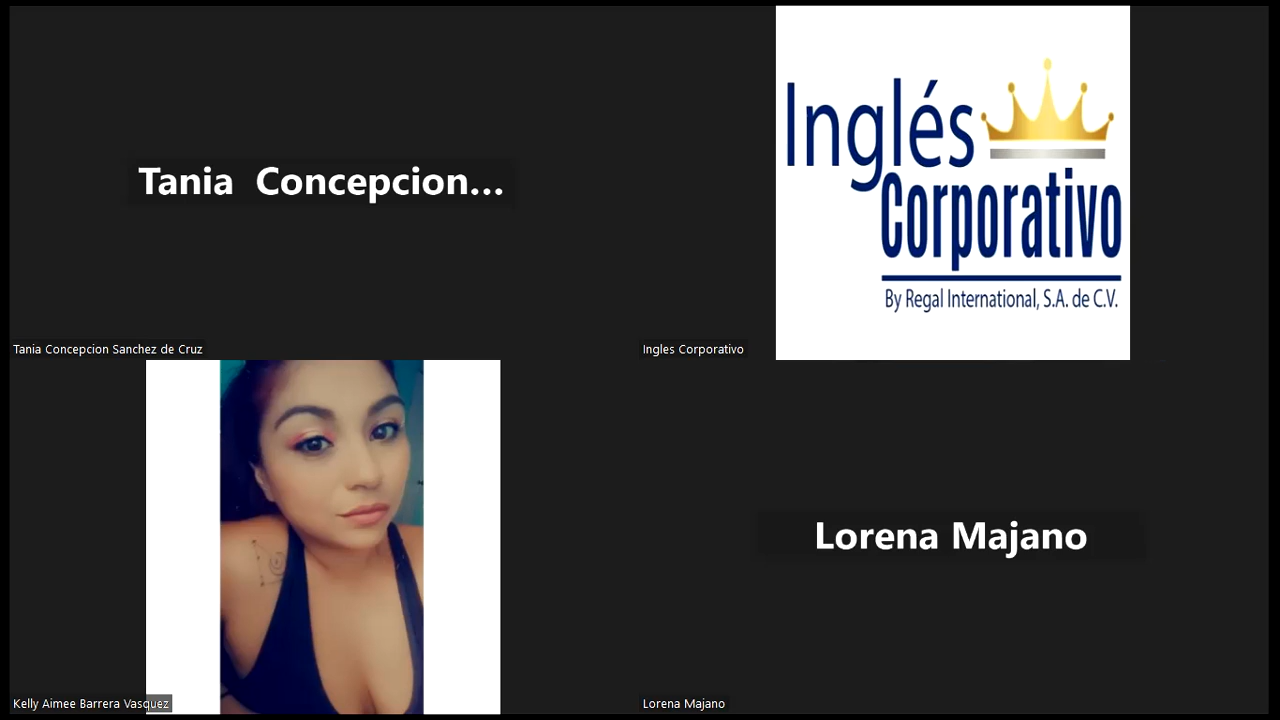 Tania Concepcion...
Tania Concepcion Sanchez de Cruz
Inglés
Corporativo
By Regal International, S.A. de C.V.
Ingles Corporativo
Kelly Aimee Barrera Vasquez
Lorena Majano
Lorena Majano